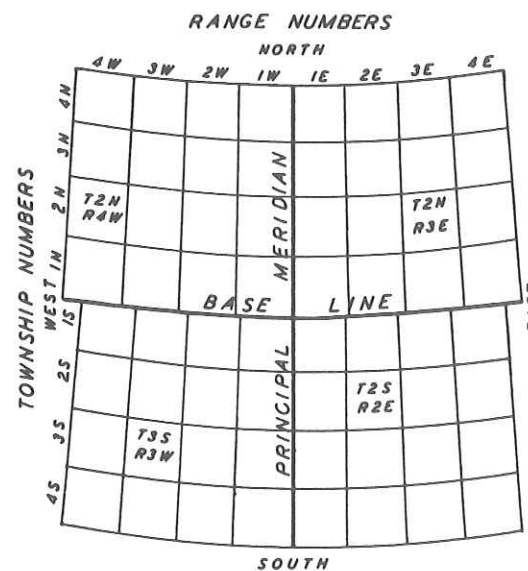 RANGE NUMBERS
NORTH
4W 3W 2W 1W 1E 2E 3E 4E
4N
3N
2N
1N
TOWNSHIP NUMBERS
T2N
R4W
T2N
R3E
MERIDIAN
WEST
BASE LINE
1S
2S
3S
4S
PRINCIPAL
T2S
R2E
T3S
R3W
SOUTH